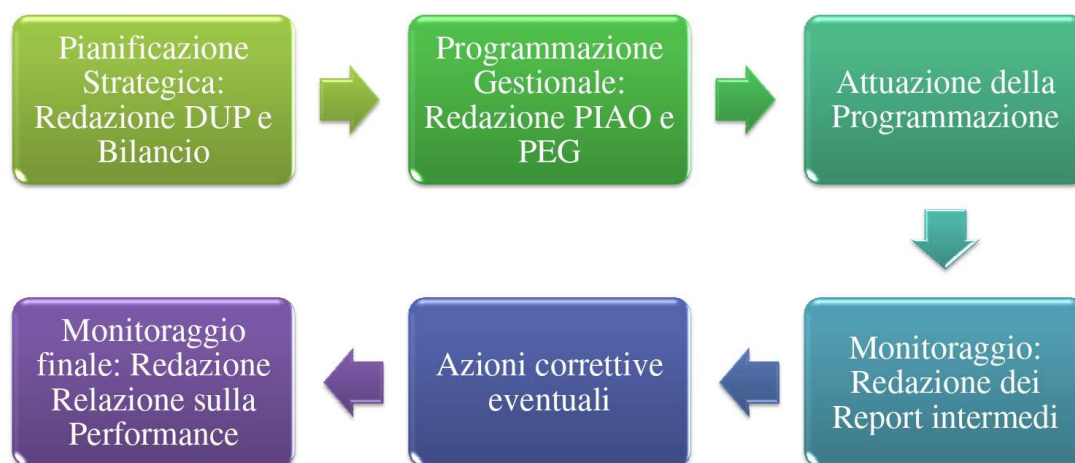 Pianificazione
Strategica:
Redazione DUP e
Bilancio
Programmazione
Gestionale:
Redazione PIAO e
PEG
Attuazione della
Programmazione
Monitoraggio:
Redazione dei
Report intermedi
Azioni correttive
eventuali
Monitoraggio
finale: Redazione
Relazione sulla
Performance